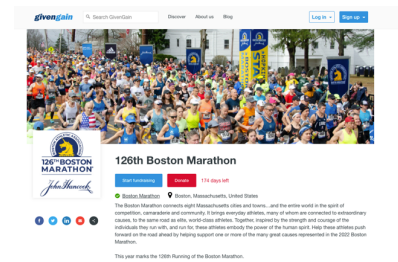 givengain
Search GivenGain
Discover
About us
Blog
Log in
Sign up
126TH BOSTON
MARATHON
John Hancock
126th Boston Marathon
Start fundraising
Donate
174 days left
Boston Marathon
Boston, Massachusetts, United States
The Boston Marathon connects eight Massachusetts cities and towns...and the entire world in the spirit of
competition, camaraderie and community. It brings everyday athletes, many of whom are connected to extraordinary
causes, to the same road as elite, world-class athletes. Together, inspired by the strength and courage of the
individuals they run with, and run for, these athletes embody the power of the human spirit. Help these athletes push
forward on the road ahead by helping support one or more of the many great causes represented in the 2022 Boston
Marathon.
This year marks the 126th Running of the Boston Marathon.